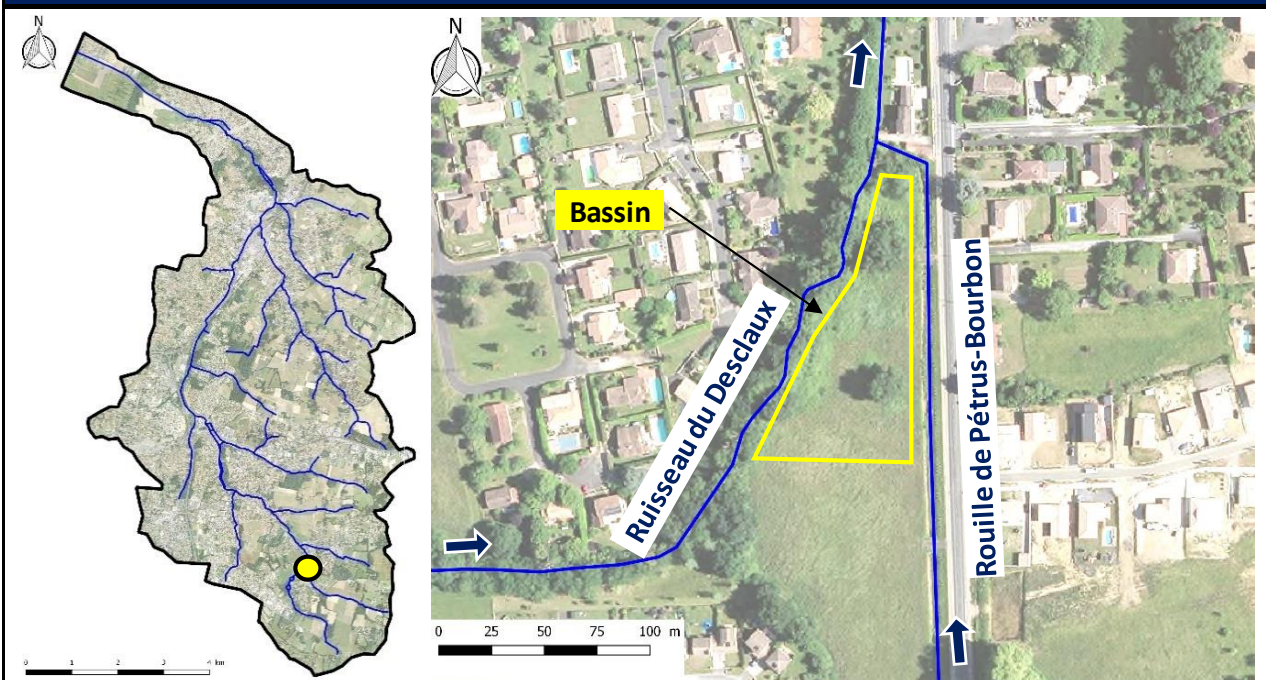 N
0 1 2 3 4 km
N
Bassin
Ruisseau du Desclaux
Rouille de Pétrus-Bourbon
0 25 50 75 100 m